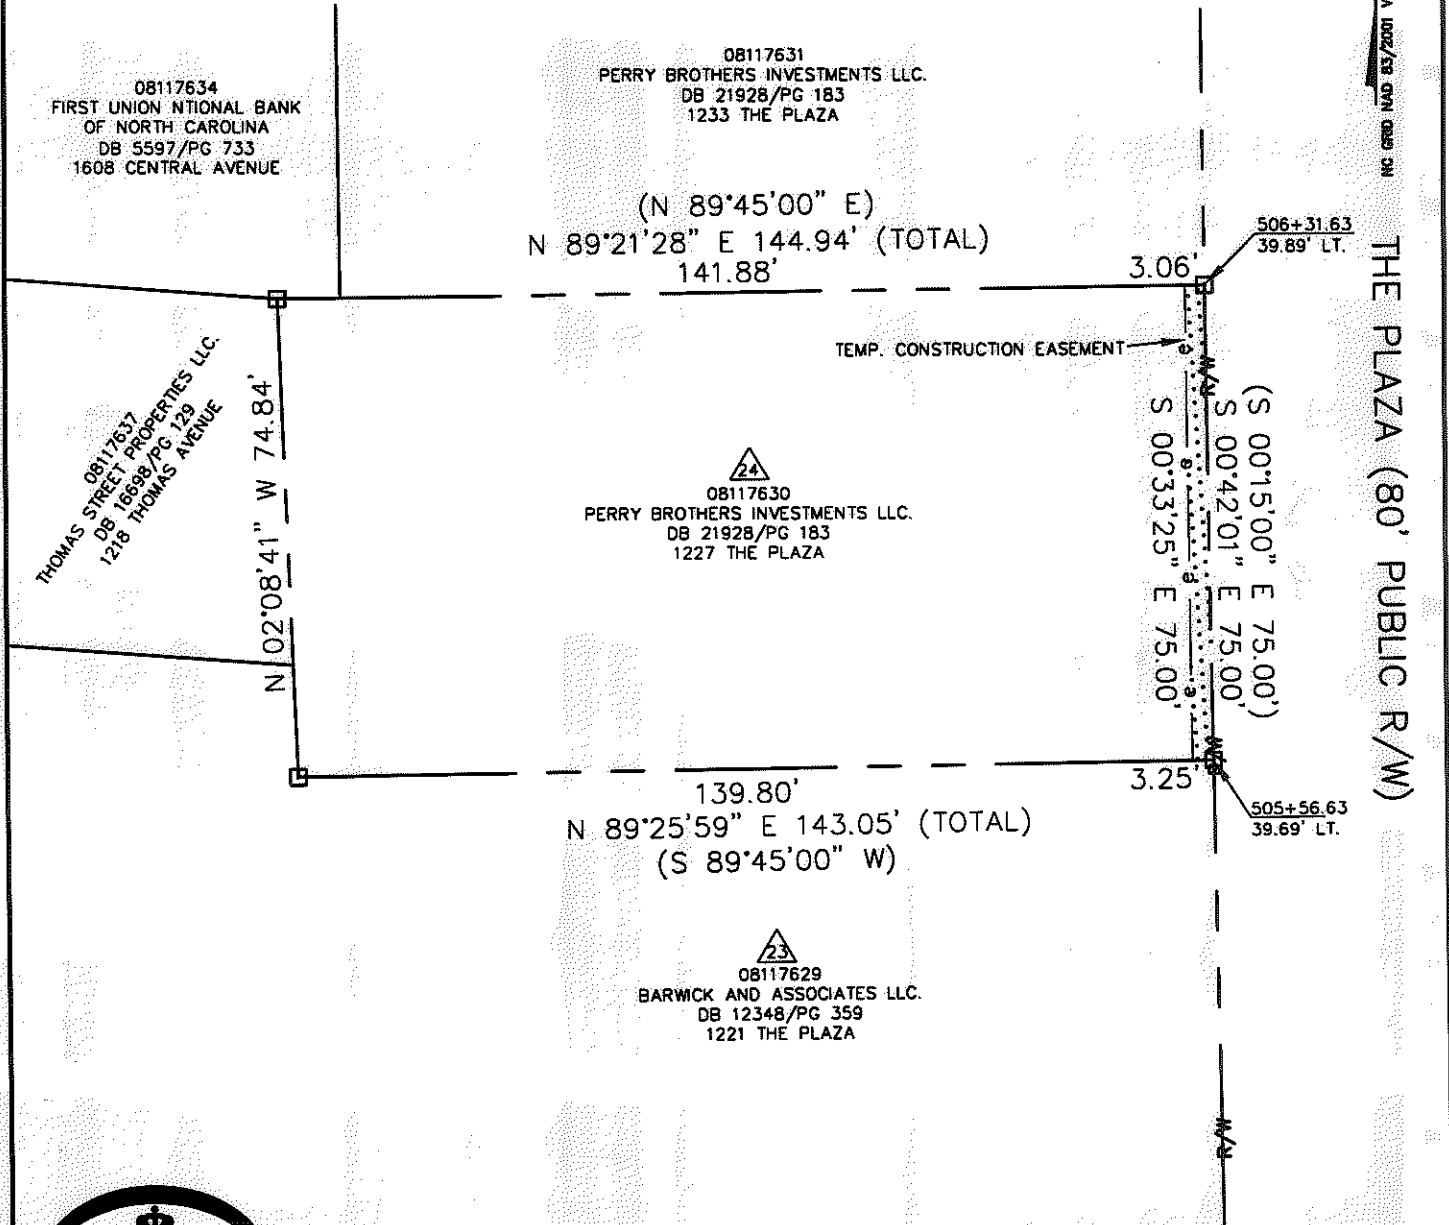 08117634
FIRST UNION NTIONAL BANK
OF NORTH CAROLINA
DB 5597/PG 733
1608 CENTRAL AVENUE
08117631
PERRY BROTHERS INVESTMENTS LLC.
DB 21928/PG 183
1233 THE PLAZA
NC GRID NAD 83/2001
(N 89°45'00" E)
N 89°21'28" E 144.94' (TOTAL)
141.88'
3.06'
506+31.63
39.89' LT.
THE PLAZA (80' PUBLIC R/W)
TEMP. CONSTRUCTION EASEMENT
08117637
THOMAS STREET PROPERTIES LLC.
DB 16698/PG 129
1218 THOMAS AVENUE
N 02°08'41" W 74.84'
24
08117630
PERRY BROTHERS INVESTMENTS LLC.
DB 21928/PG 183
1227 THE PLAZA
e
e
e
e
R/W
S 00°33'25" E 75.00'
S 00°42'01" E 75.00'
(S 00°15'00" E 75.00')
R/W
139.80'
3.25'
N 89°25'59" E 143.05' (TOTAL)
(S 89°45'00" W)
505+56.63
39.69' LT.
23
08117629
BARWICK AND ASSOCIATES LLC.
DB 12348/PG 359
1221 THE PLAZA
R/W